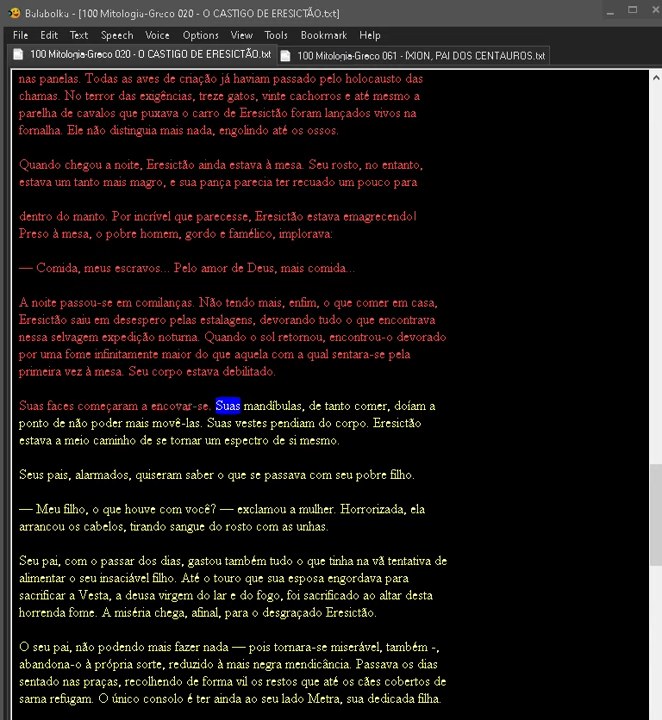 Balabolka - [100 Mitologia-Greco 020 - O CASTIGO DE ERESICTÃO.txt]
File Edit Text Speech Voice Options View Tools Bookmark Help
100 Mitologia-Greco 020 - O CASTIGO DE ERESICTÃO.txt 100 Mitologia-Greco 061 - ÍXION, PAI DOS CENTAUROS.txt
nas panelas. Todas as aves de criação já haviam passado pelo holocausto das
chamas. No terror das exigências, treze gatos, vinte cachorros e até mesmo a
parelha de cavalos que puxava o carro de Eresictão foram lançados vivos na
fornalha. Ele não distinguia mais nada, engolindo até os ossos.
Quando chegou a noite, Eresictão ainda estava à mesa. Seu rosto, no entanto,
estava um tanto mais magro, e sua pança parecia ter recuado um pouco para
dentro do manto. Por incrível que parecesse, Eresictão estava emagrecendo!
Preso à mesa, o pobre homem, gordo e famélico, implorava:
— Comida, meus escravos... Pelo amor de Deus, mais comida...
A noite passou-se em comilanças. Não tendo mais, enfim, o que comer em casa,
Eresictão saiu em desespero pelas estalagens, devorando tudo o que encontrava
nessa selvagem expedição noturna. Quando o sol retornou, encontrou-o devorado
por uma fome infinitamente maior do que aquela com a qual sentara-se pela
primeira vez à mesa. Seu corpo estava debilitado.
Suas faces começaram a encovar-se. Suas mandíbulas, de tanto comer, doíam a
ponto de não poder mais movê-las. Suas vestes pendiam do corpo. Eresictão
estava a meio caminho de se tornar um espectro de si mesmo.
Seus pais, alarmados, quiseram saber o que se passava com seu pobre filho.
— Meu filho, o que houve com você? — exclamou a mulher. Horrorizada, ela
arrancou os cabelos, tirando sangue do rosto com as unhas.
Seu pai, com o passar dos dias, gastou também tudo o que tinha na vã tentativa de
alimentar o seu insaciável filho. Até o touro que sua esposa engordava para
sacrificar a Vesta, a deusa virgem do lar e do fogo, foi sacrificado ao altar desta
horrenda fome. A miséria chega, afinal, para o desgraçado Eresictão.
O seu pai, não podendo mais fazer nada — pois tornara-se miserável, também -,
abandona-o à própria sorte, reduzido à mais negra mendicância. Passava os dias
sentado nas praças, recolhendo de forma vil os restos que até os cães cobertos de
sarna refugam. O único consolo é ter ainda ao seu lado Metra, sua dedicada filha.